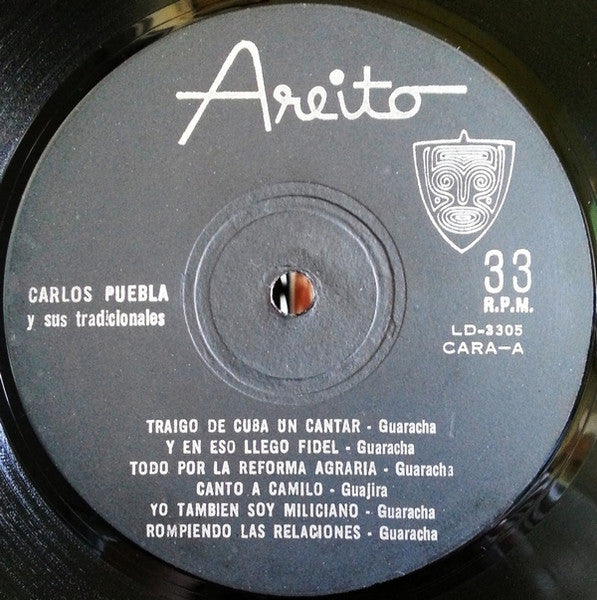 Areito
CARLOS PUEBLA
y sus tradicionales
33
R.P.M.
LD-3305
CARA-A
TRAIGO DE CUBA UN CANTAR - Guaracha
Y EN ESO LLEGO FIDEL - Guaracha
TODO POR LA REFORMA AGRARIA - Guaracha
CANTO A CAMILO - Guajira
YO TAMBIEN SOY MILICIANO - Guaracha
ROMPIENDO LAS RELACIONES - Guaracha